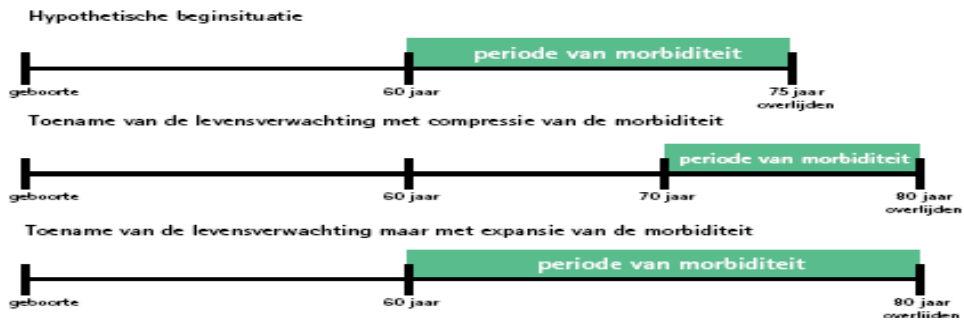 Hypothetische beginsituatie
periode van morbiditeit
geboorte 60 jaar 75 jaar
overlijden
Toename van de levensverwachting met compressie van de morbiditeit
periode van morbiditeit
geboorte 60 jaar 70 jaar 80 jaar
overlijden
Toename van de levensverwachting maar met expansie van de morbiditeit
periode van morbiditeit
geboorte 60 jaar 80 jaar
overlijden